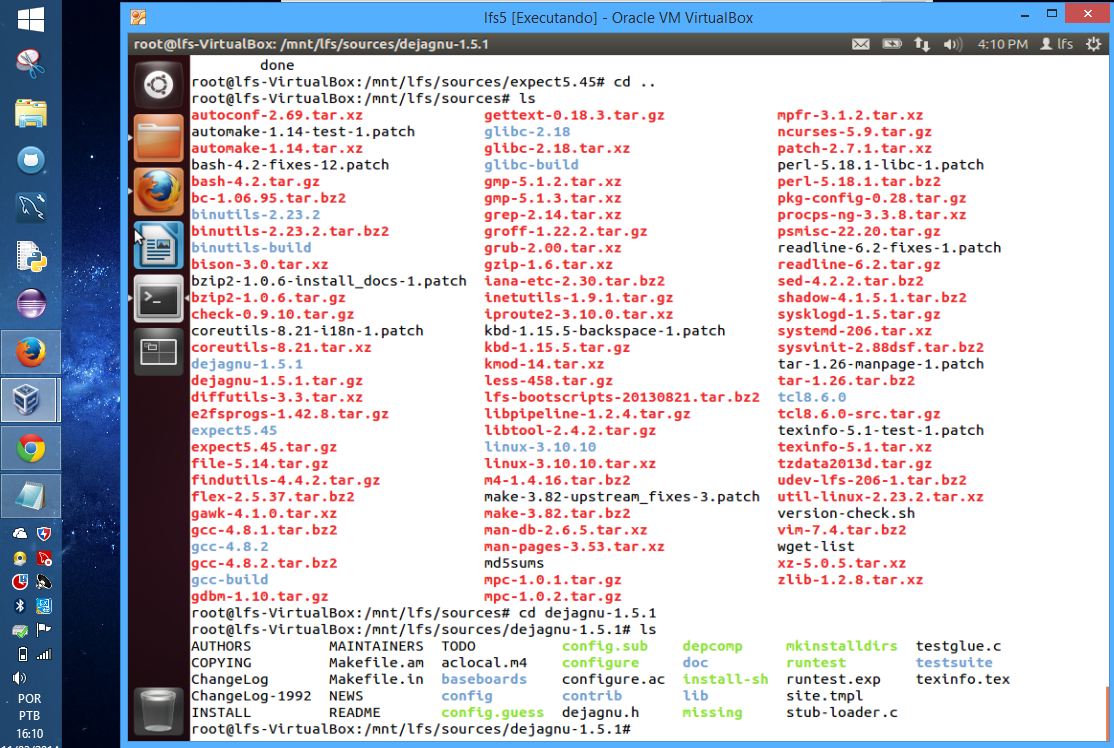 lfs5 [Executando] - Oracle VM VirtualBox
root@lfs-VirtualBox: /mnt/lfs/sources/dejagnu-1.5.1 4:10 PM lfs
done
root@lfs-VirtualBox:/mnt/lfs/sources/expect5.45# cd ..
root@lfs-VirtualBox:/mnt/lfs/sources# ls
autoconf-2.69.tar.xz gettext-0.18.3.tar.gz mpfr-3.1.2.tar.xz
automake-1.14-test-1.patch glibc-2.18 ncurses-5.9.tar.gz
automake-1.14.tar.xz glibc-2.18.tar.xz patch-2.7.1.tar.xz
bash-4.2-fixes-12.patch glibc-build perl-5.18.1-libc-1.patch
bash-4.2.tar.gz gmp-5.1.2.tar.xz perl-5.18.1.tar.bz2
bc-1.06.95.tar.bz2 gmp-5.1.3.tar.xz pkg-config-0.28.tar.gz
binutils-2.23.2 grep-2.14.tar.xz procps-ng-3.3.8.tar.xz
binutils-2.23.2.tar.bz2 groff-1.22.2.tar.gz psmisc-22.20.tar.gz
binutils-build grub-2.00.tar.xz readline-6.2-fixes-1.patch
bison-3.0.tar.xz gzip-1.6.tar.xz readline-6.2.tar.gz
bzip2-1.0.6-install_docs-1.patch iana-etc-2.30.tar.bz2 sed-4.2.2.tar.bz2
bzip2-1.0.6.tar.gz inetutils-1.9.1.tar.gz shadow-4.1.5.1.tar.bz2
check-0.9.10.tar.gz iproute2-3.10.0.tar.xz sysklogd-1.5.tar.gz
coreutils-8.21-i18n-1.patch kbd-1.15.5-backspace-1.patch systemd-206.tar.xz
coreutils-8.21.tar.xz kbd-1.15.5.tar.gz sysvinit-2.88dsf.tar.bz2
dejagnu-1.5.1 kmod-14.tar.xz tar-1.26-manpage-1.patch
dejagnu-1.5.1.tar.gz less-458.tar.gz tar-1.26.tar.bz2
diffutils-3.3.tar.xz lfs-bootscripts-20130821.tar.bz2 tcl8.6.0
e2fsprogs-1.42.8.tar.gz libpipeline-1.2.4.tar.gz tcl8.6.0-src.tar.gz
expect5.45 libtool-2.4.2.tar.gz texinfo-5.1-test-1.patch
expect5.45.tar.gz linux-3.10.10 texinfo-5.1.tar.xz
file-5.14.tar.gz linux-3.10.10.tar.xz tzdata2013d.tar.gz
findutils-4.4.2.tar.gz m4-1.4.16.tar.bz2 udev-lfs-206-1.tar.bz2
flex-2.5.37.tar.bz2 make-3.82-upstream_fixes-3.patch util-linux-2.23.2.tar.xz
gawk-4.1.0.tar.xz make-3.82.tar.bz2 version-check.sh
gcc-4.8.1.tar.bz2 man-db-2.6.5.tar.xz vim-7.4.tar.bz2
gcc-4.8.2 man-pages-3.53.tar.xz wget-list
gcc-4.8.2.tar.bz2 md5sums xz-5.0.5.tar.xz
gcc-build mpc-1.0.1.tar.gz zlib-1.2.8.tar.xz
gdbm-1.10.tar.gz mpc-1.0.2.tar.gz
root@lfs-VirtualBox:/mnt/lfs/sources# cd dejagnu-1.5.1
root@lfs-VirtualBox:/mnt/lfs/sources/dejagnu-1.5.1# ls
AUTHORS MAINTAINERS TODO config.sub depcomp mkinstalldirs testglue.c
COPYING Makefile.am aclocal.m4 configure doc runtest testsuite
ChangeLog Makefile.in baseboards configure.ac install-sh runtest.exp texinfo.tex
ChangeLog-1992 NEWS config contrib lib site.tmpl
INSTALL README config.guess dejagnu.h missing stub-loader.c
root@lfs-VirtualBox:/mnt/lfs/sources/dejagnu-1.5.1#
POR
PTB
16:10